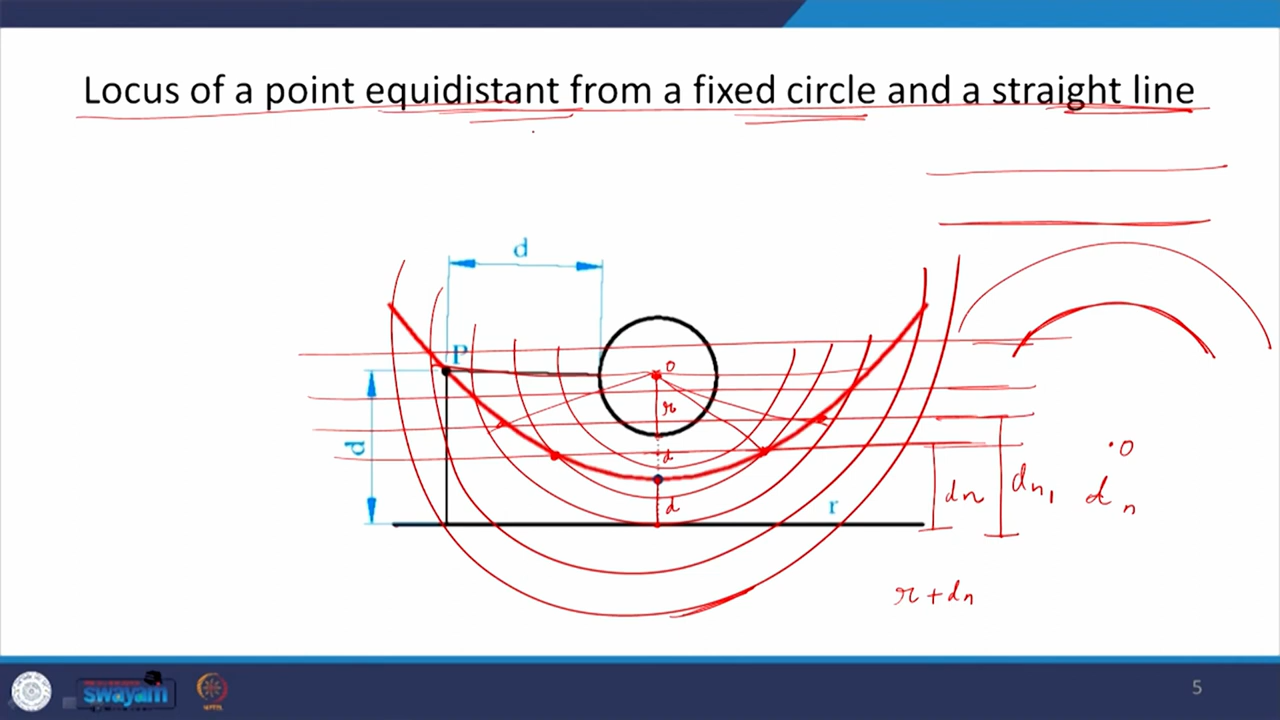 Locus of a point equidistant from a fixed circle and a straight line
d
P
O
r
d
d
d
r
dn
dn1
O
dn
r + dn
swayam
5